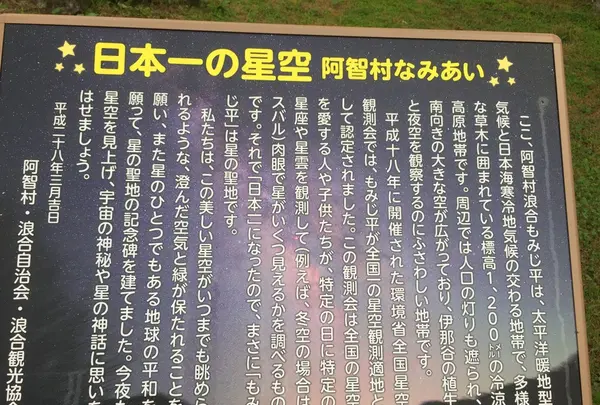 日本一の星空 阿智村なみあい
ここ、阿智村浪合もみじ平は、太平洋暖地型
気候と日本海寒冷地気候の交わる地帯で、多様
な草木に囲まれている標高1、200メートルの冷涼
高原地帯です。周辺では人口の灯りも遮られ、
南向きの大きな空が広がっており、伊那谷の植生
と夜空を観察するのにふさわしい地帯です。
平成十八年に開催された環境省全国星空
観測会では、もみじ平が全国一の星空観測適地と
して認定されました。この観測会は全国の星空
を愛する人や子供たちが、特定の日に特定の
星座や星雲を観測して(例えば、冬空の場合は
スバル)肉眼で星がいくつ見えるかを調べるもの
です。それで「日本一」になったので、まさに「もみ
じ平」は星の聖地です。
私たちは、この美しい星空がいつまでも眺め
れるような、澄んだ空気と緑が保たれることを
願い、また星のひとつでもある地球の平和を
願って、星の聖地の記念碑を建てました。今夜も
星空を見上げ、宇宙の神秘や星の神話に思い
は せましょう。
平成二十八年三月吉日
阿智村・浪合自治会・浪合観光協